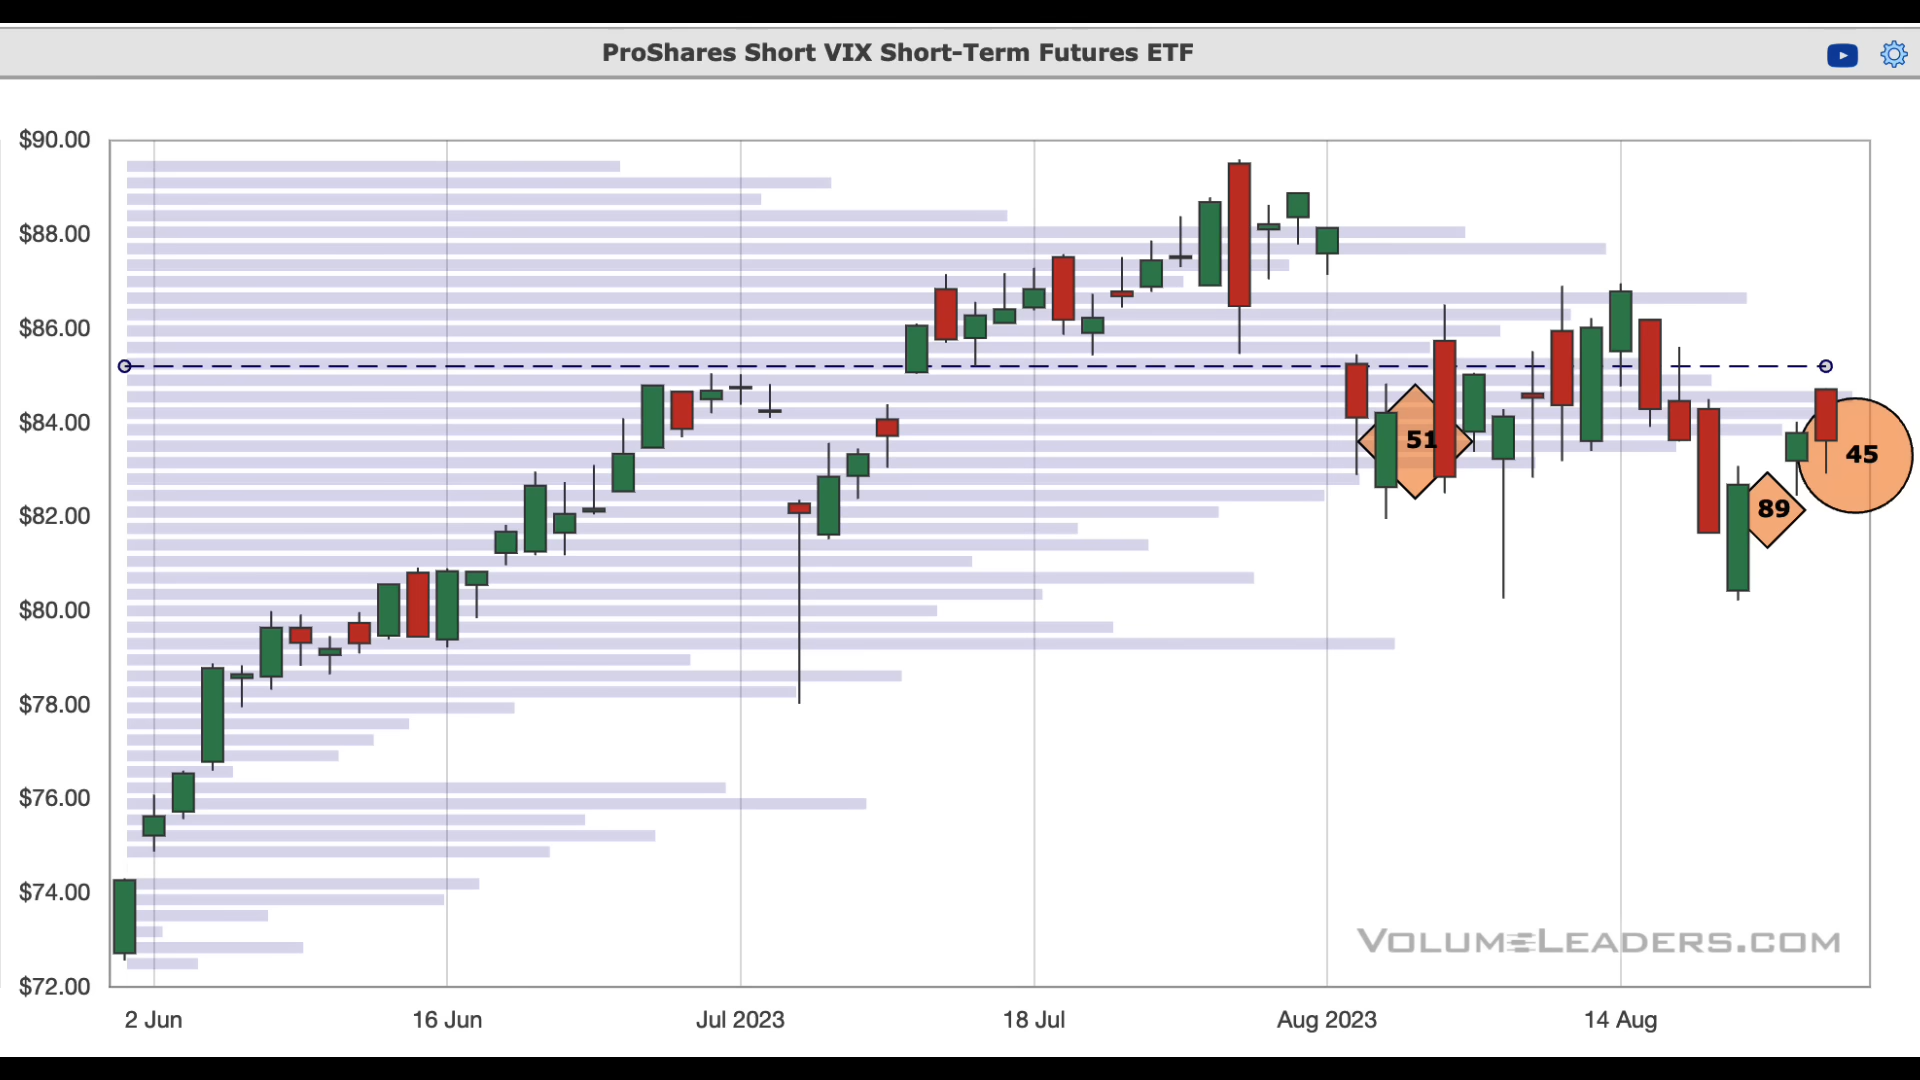 ProShares Short VIX Short-Term Futures ETF
$90.00
$88.00
$86.00
$84.00
$82.00
$80.00
$78.00
$76.00
$74.00
$72.00
51
45
89
VOLUMELEADERS.COM
2 Jun
16 Jun
Jul 2023
18 Jul
Aug 2023
14 Aug